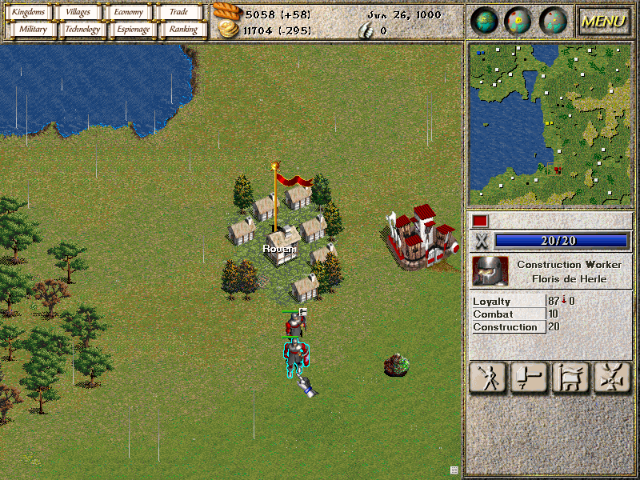 Kingdoms Villages Economy Trade
Military Technology Espionage Ranking
5058 (+58)
11704 (-295)
Jun 26, 1000
0
MENU
Rouen
20/20
Construction Worker
Floris de Herle
Loyalty 87 0
Combat 10
Construction 20